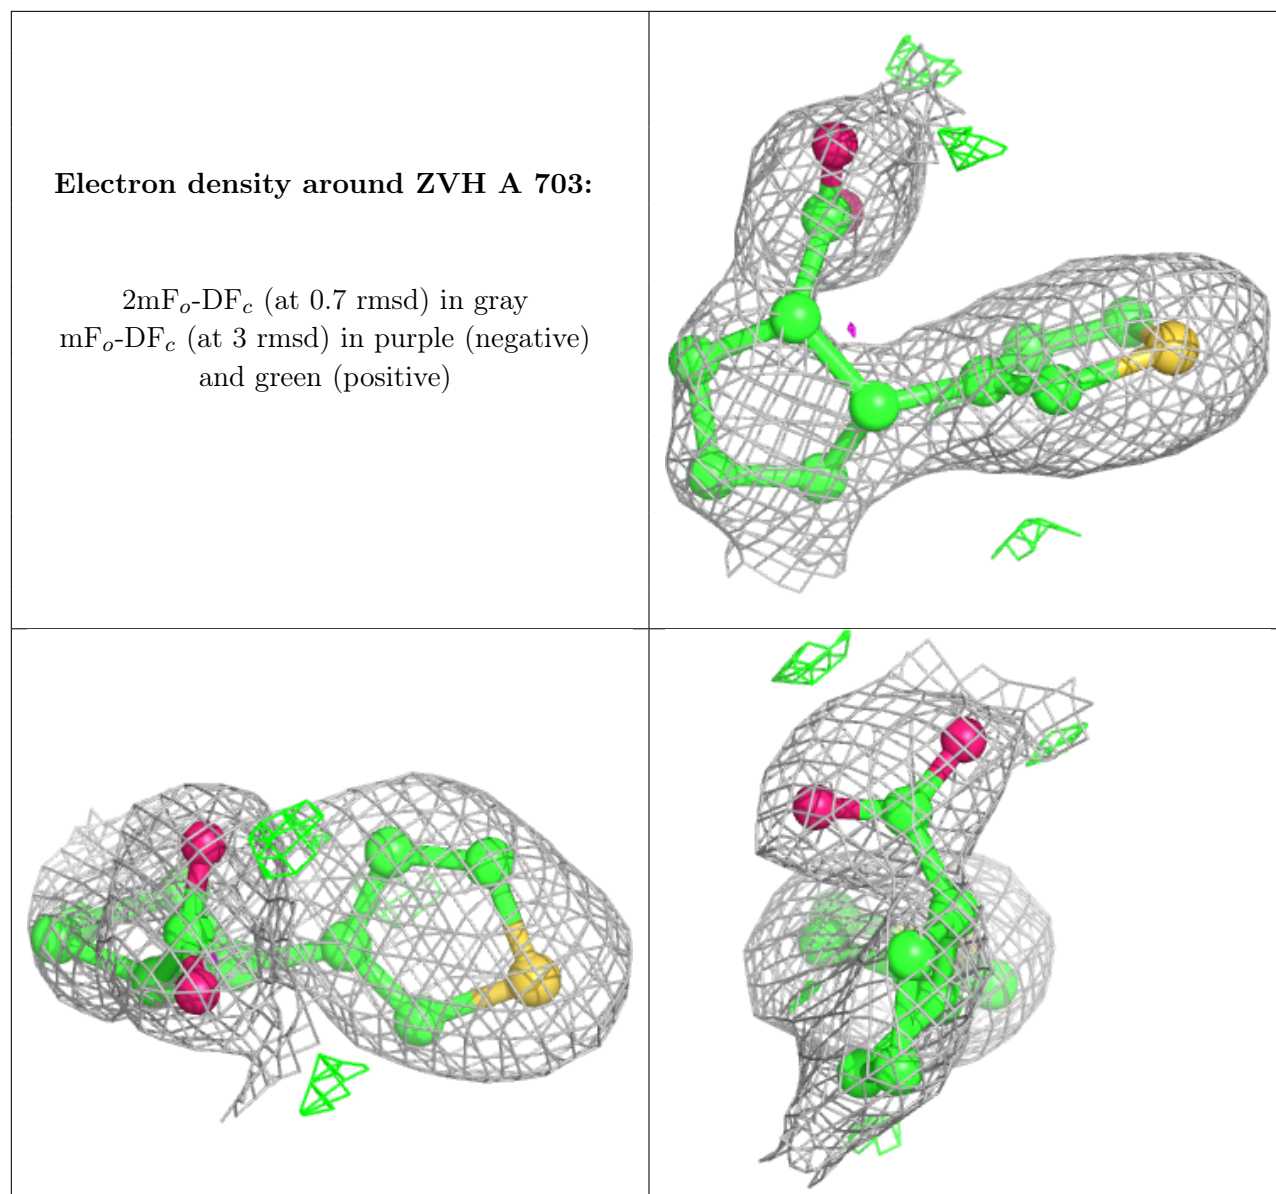 Electron density around ZVH A 703:
2mFo-DFc (at 0.7 rmsd) in gray
mFo-DFc (at 3 rmsd) in purple (negative)
and green (positive)